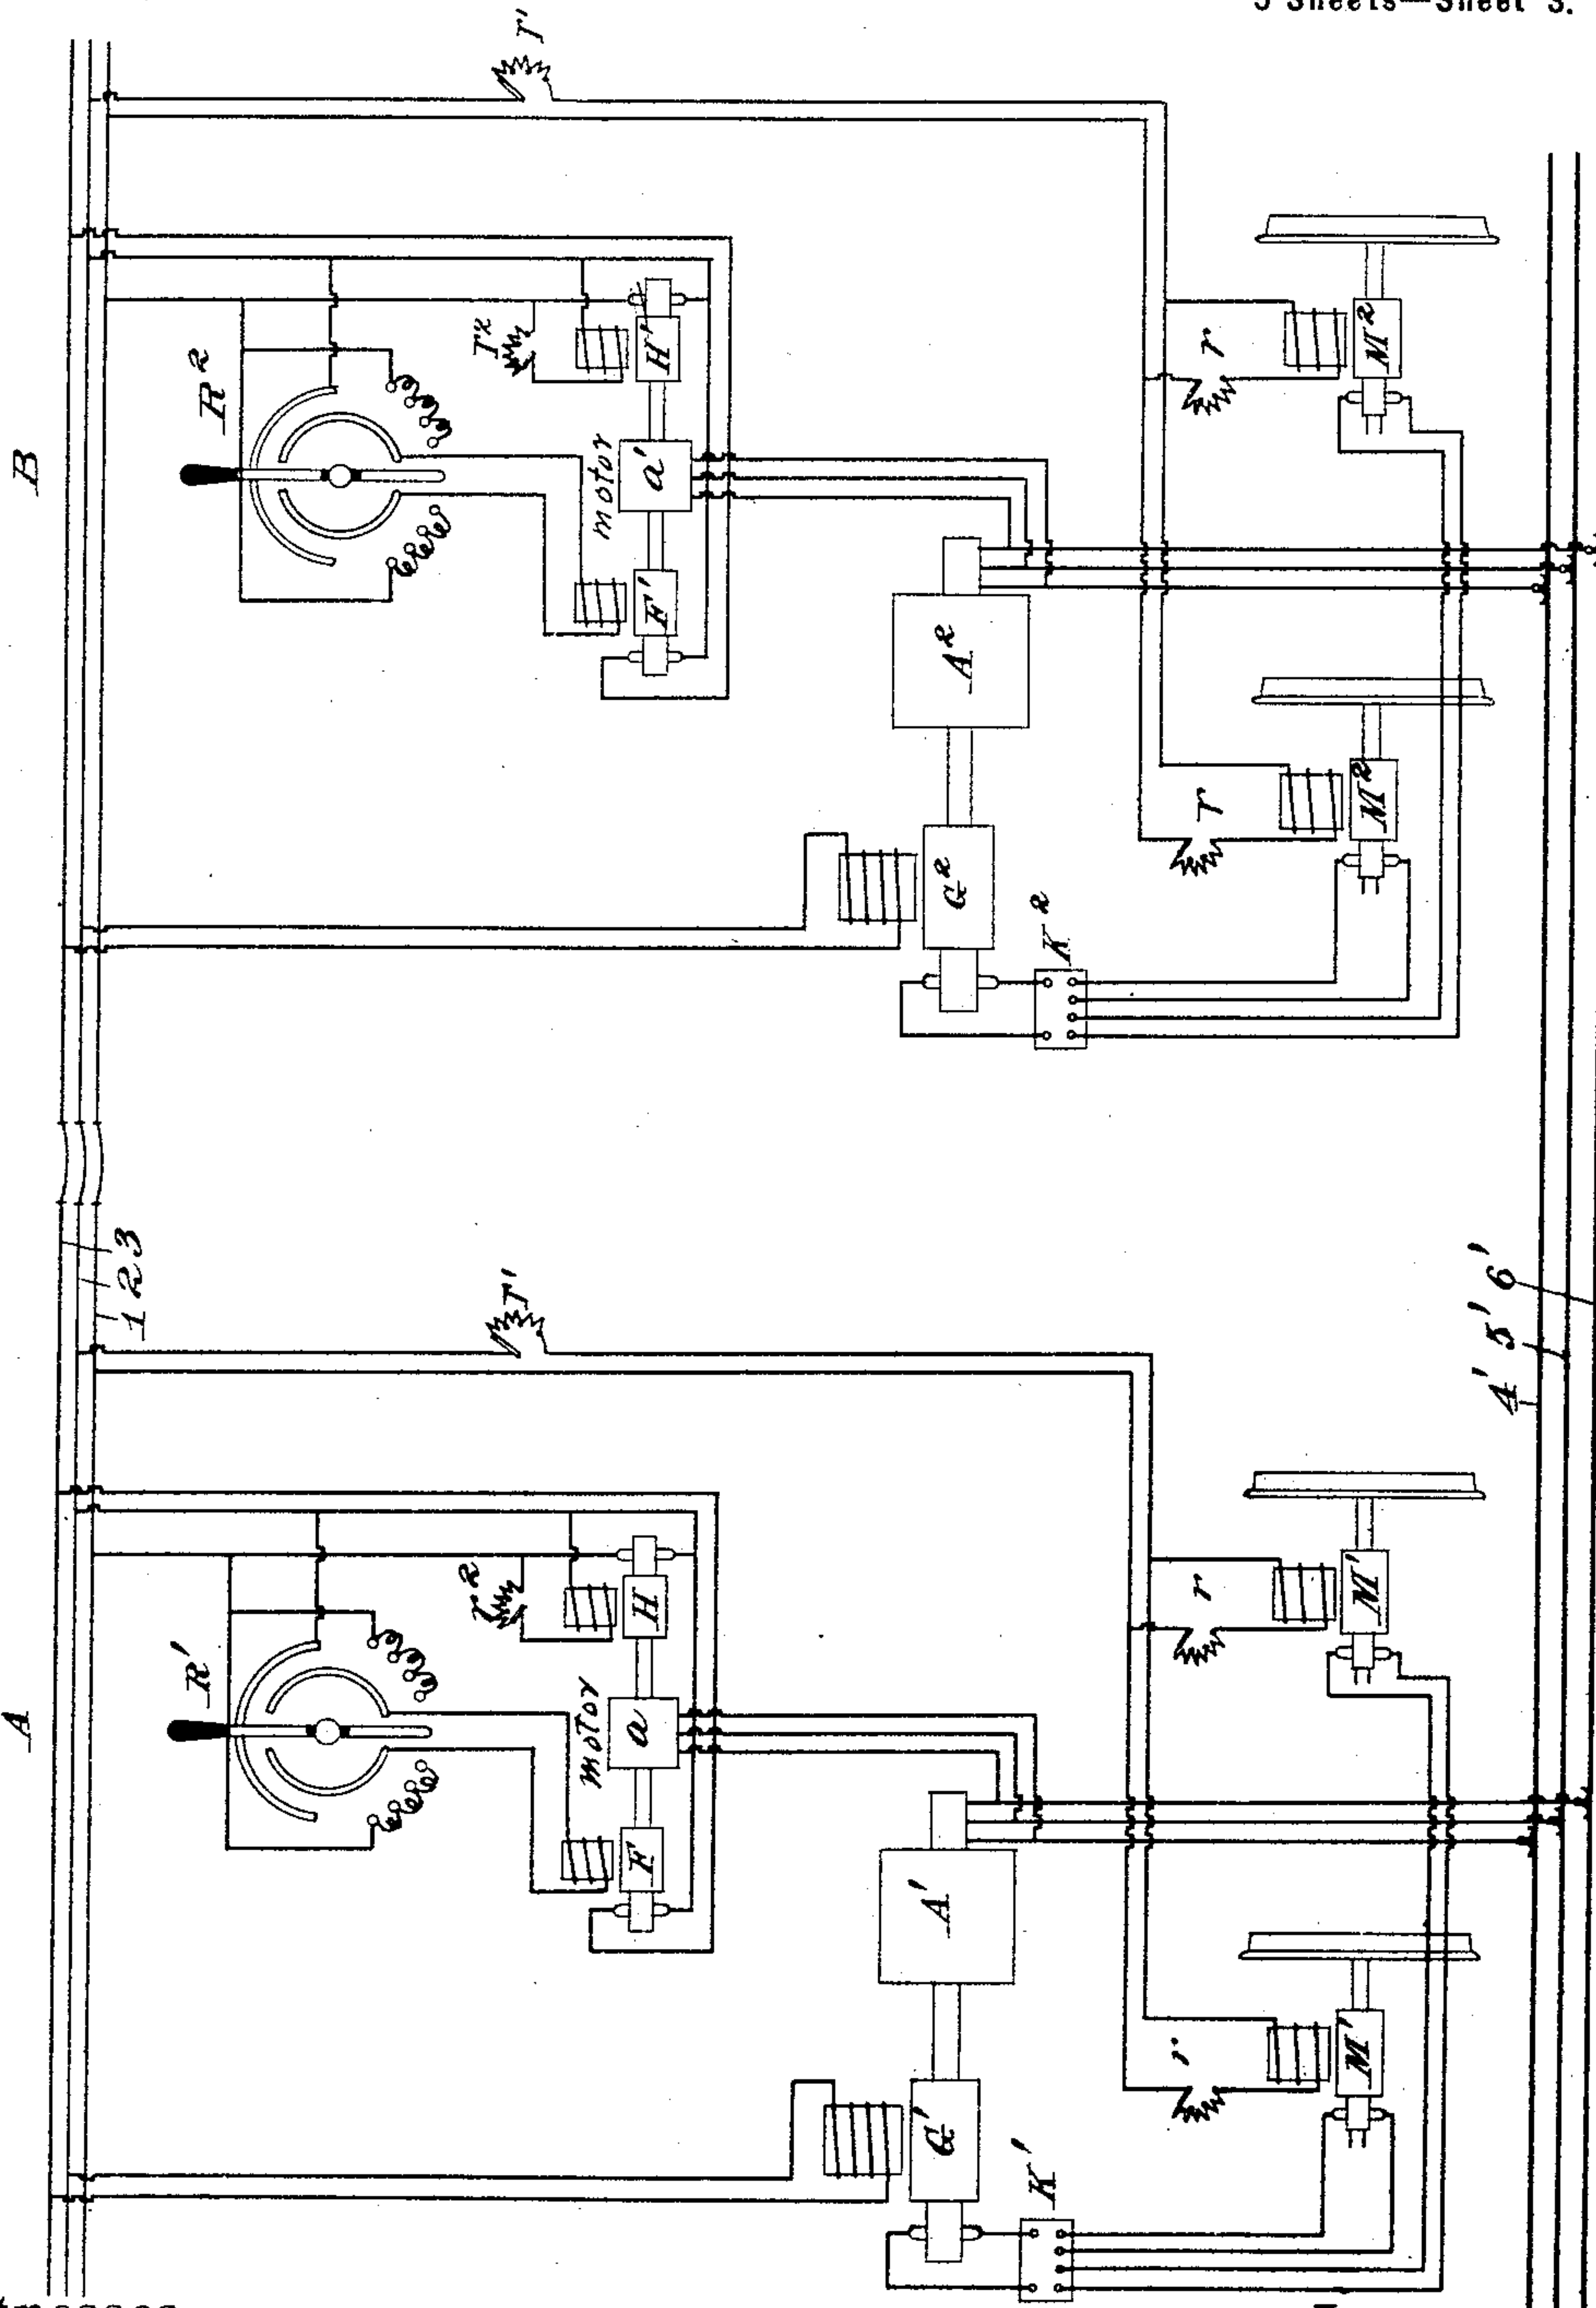 5 Sheets—Sheet 3.
A
B
1 2 3
R'
R²
r'
r'
r²
r²
motor
motor
F
a
H
F'
a'
H'
G'
A'
G²
A²
K'
K²
r
r
r
r
M'
M'
M²
M²
4' 5' 6'